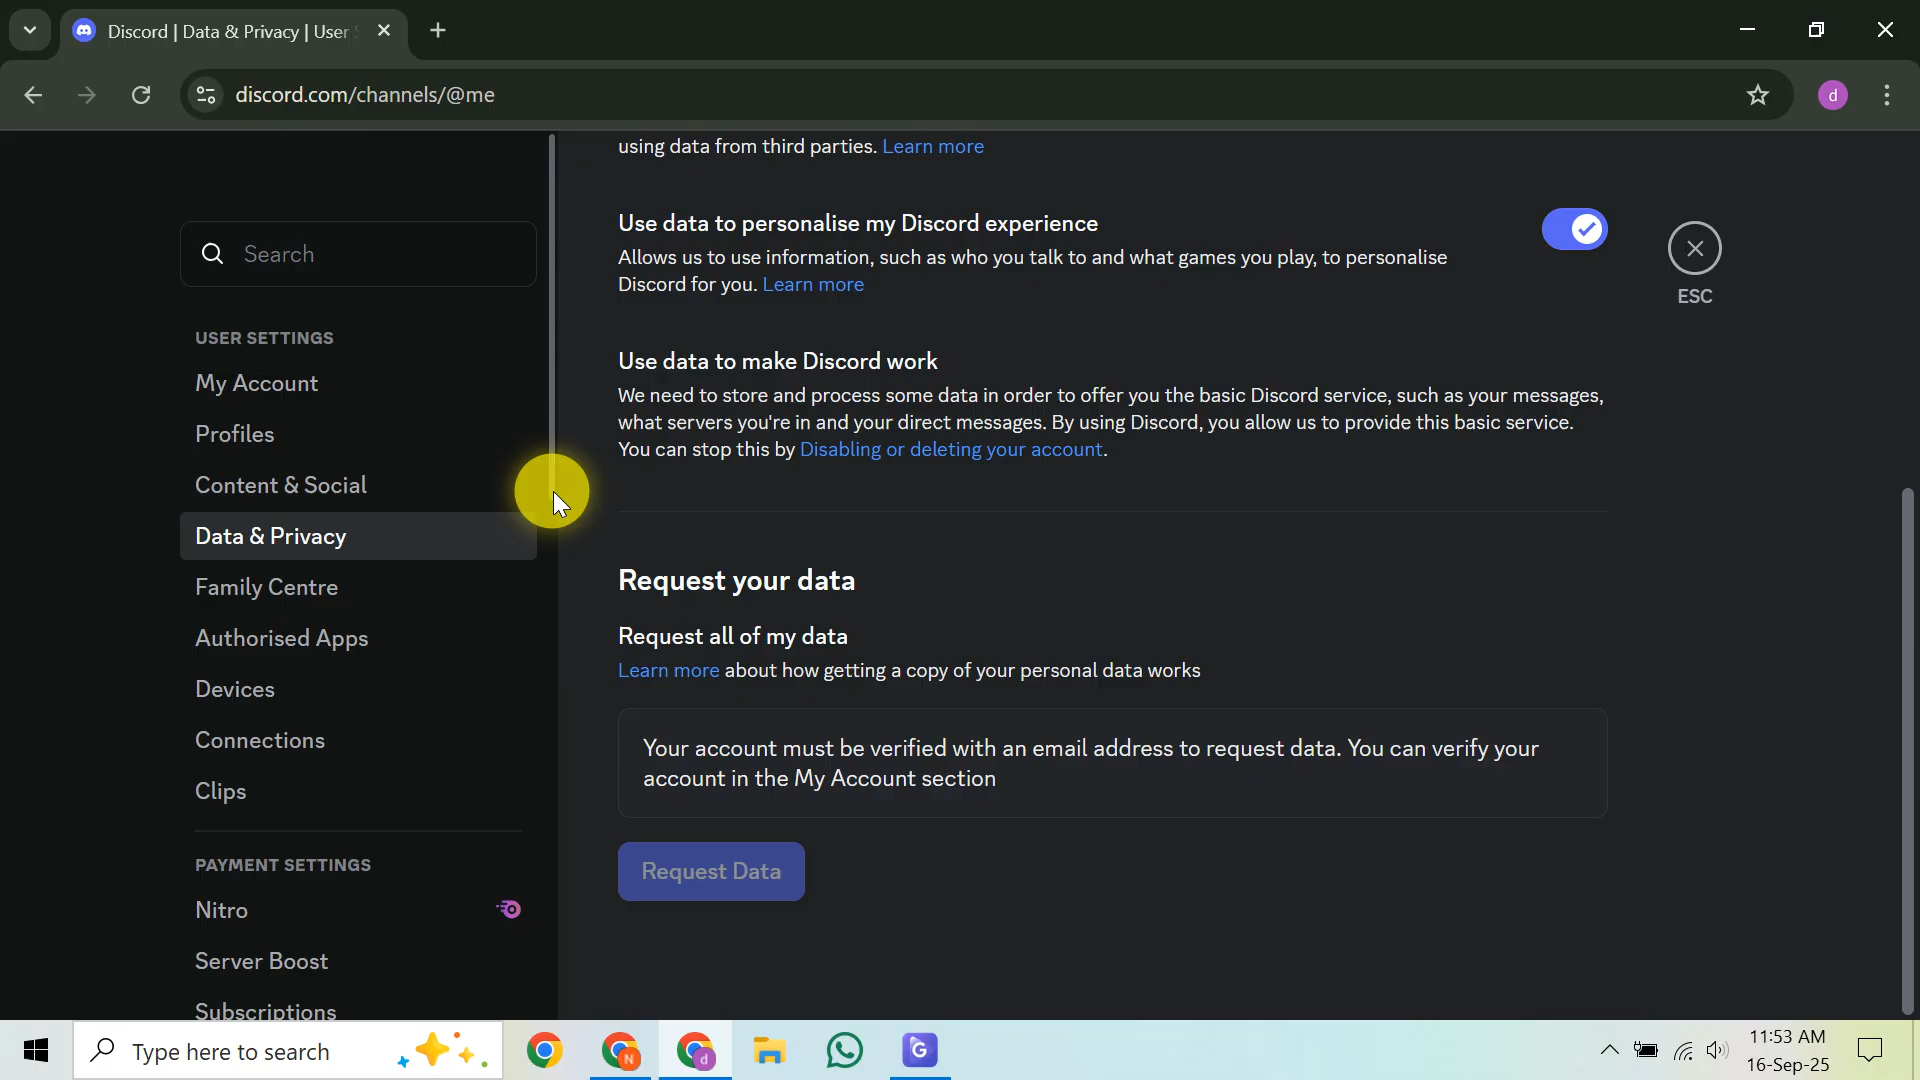 Discord | Data & Privacy | User
discord.com/channels/@me
d
Search
USER SETTINGS
My Account
Profiles
Content & Social
Data & Privacy
Family Centre
Authorised Apps
Devices
Connections
Clips
PAYMENT SETTINGS
Nitro
Server Boost
Subscriptions
using data from third parties. Learn more
Use data to personalise my Discord experience
Allows us to use information, such as who you talk to and what games you play, to personalise
Discord for you. Learn more
ESC
Use data to make Discord work
We need to store and process some data in order to offer you the basic Discord service, such as your messages,
what servers you're in and your direct messages. By using Discord, you allow us to provide this basic service.
You can stop this by Disabling or deleting your account.
Request your data
Request all of my data
Learn more about how getting a copy of your personal data works
Your account must be verified with an email address to request data. You can verify your
account in the My Account section
Request Data
Type here to search
N
d
G
11:53 AM
16-Sep-25